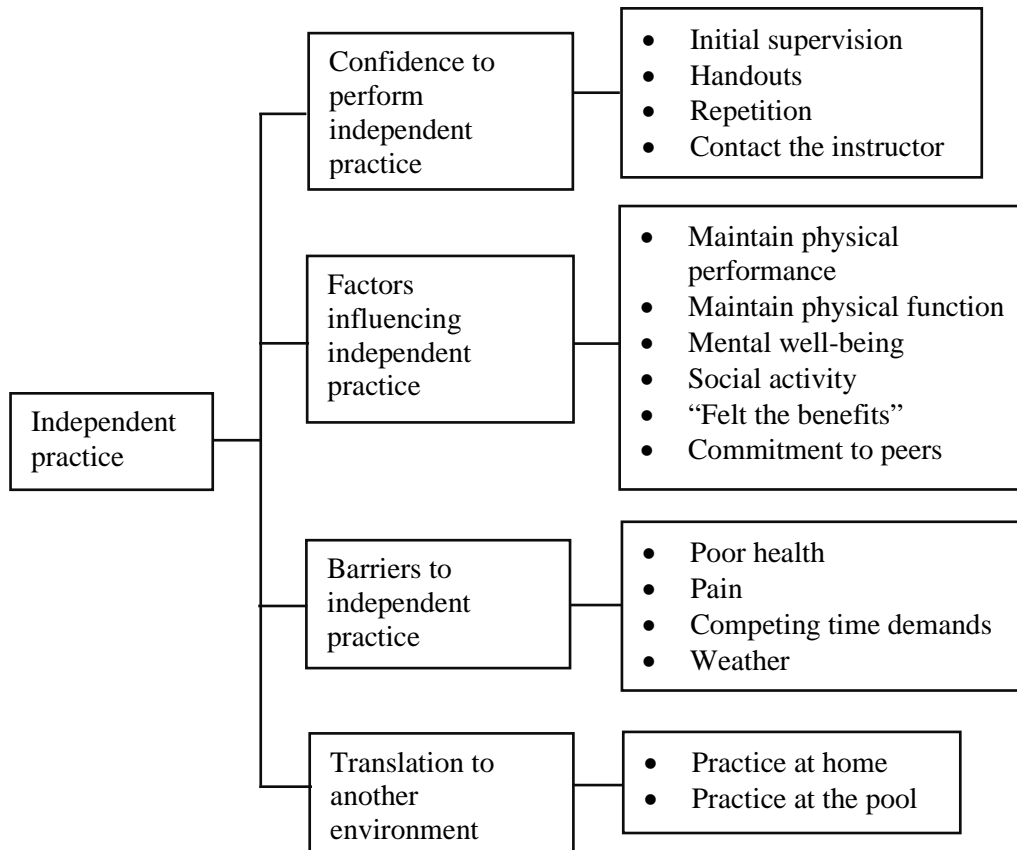 Independent
practice
Confidence to
perform
independent
practice
• Initial supervision
• Handouts
• Repetition
• Contact the instructor
Factors
influencing
independent
practice
• Maintain physical
performance
• Maintain physical function
• Mental well-being
• Social activity
• “Felt the benefits”
• Commitment to peers
Barriers to
independent
practice
• Poor health
• Pain
• Competing time demands
• Weather
Translation to
another
environment
• Practice at home
• Practice at the pool